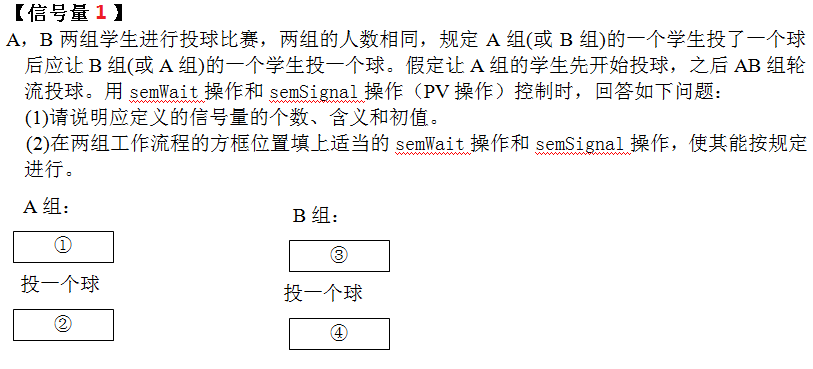 【信号量 1】
A，B 两组学生进行投球比赛，两组的人数相同，规定 A 组(或 B 组)的一个学生投了一个球
后应让 B 组(或 A 组)的一个学生投一个球。假定让 A 组的学生先开始投球，之后 AB 组轮
流投球。用 semWait 操作和 semSignal 操作（PV 操作）控制时，回答如下问题：
(1)请说明应定义的信号量的个数、含义和初值。
(2)在两组工作流程的方框位置填上适当的 semWait 操作和 semSignal 操作，使其能按规定
进行。
A 组：
①
投一个球
②
B 组：
③
投一个球
④